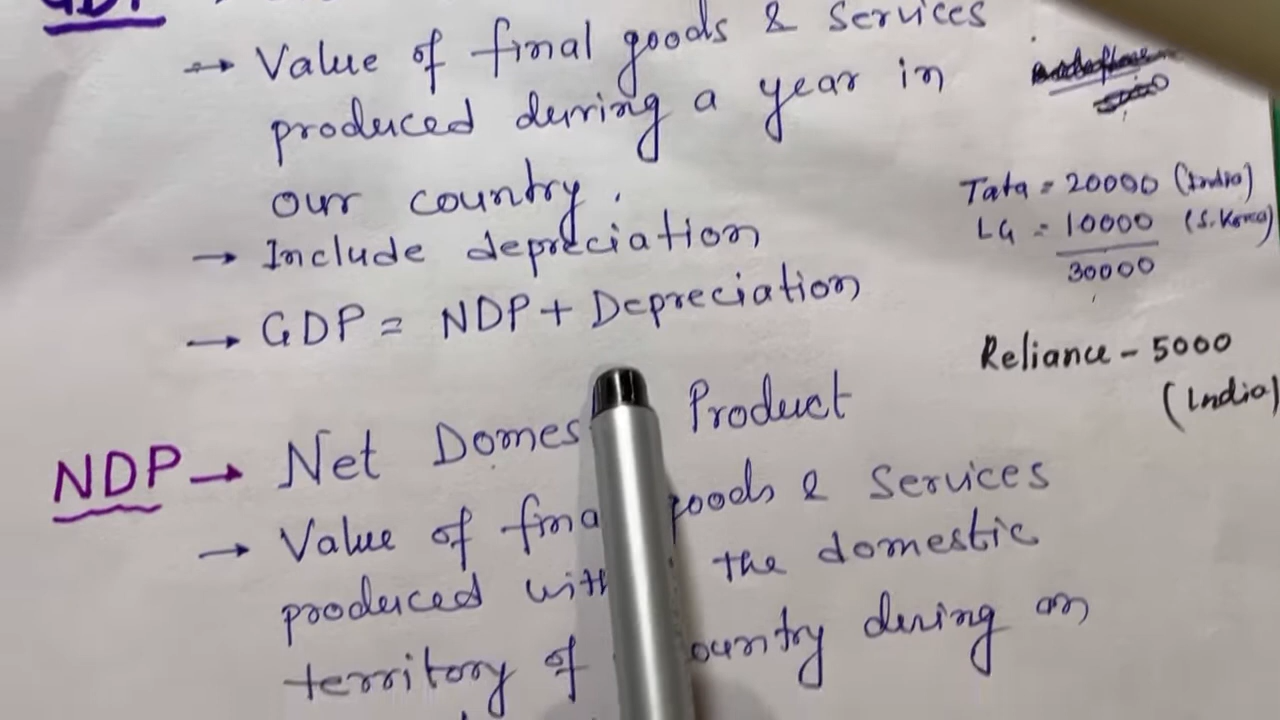 GDP
→ Value of final goods & Services
produced during a year in
our country.
→ Include depreciation
→ GDP = NDP + Depreciation
NDP → Net Domes Product
→ Value of fina goods & Services
produced with the domestic
territory of country during an
Tata = 20000 (India)
LG = 10000 (S. Korea)
30000
Reliance - 5000
(India)